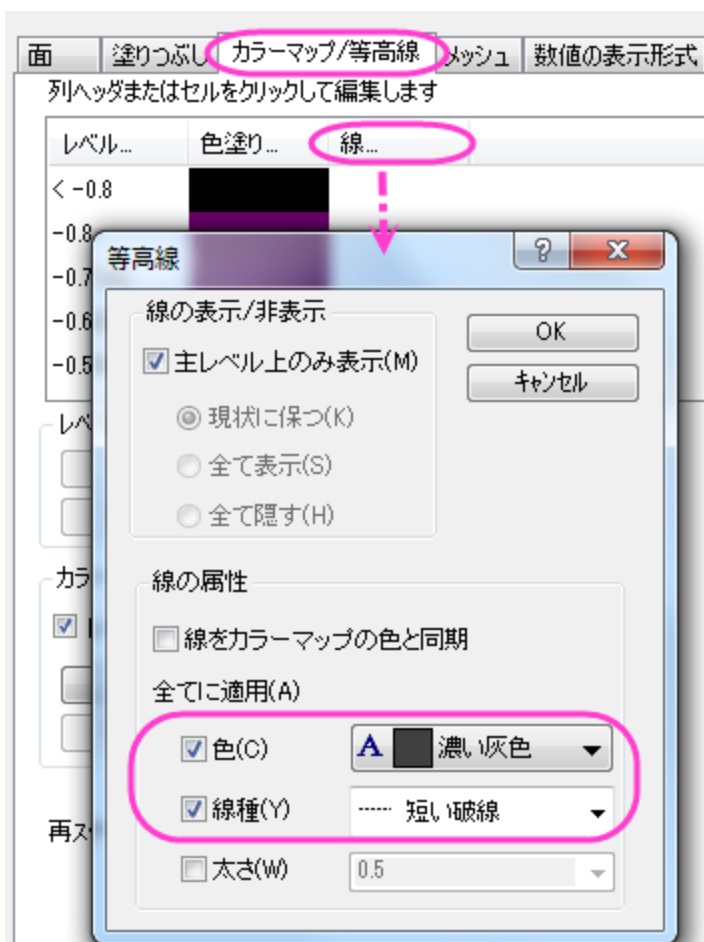 面 塗りつぶし カラーマップ/等高線 メッシュ 数値の表示形式
列ヘッダまたはセルをクリックして編集します
レベル... 色塗り... 線...
< -0.8
-0.8
等高線
-0.7
線の表示/非表示
-0.6
OK
-0.5
主レベル上のみ表示(M)
キャンセル
現状に保つ(K)
全て表示(S)
全て隠す(H)
線の属性
線をカラーマップの色と同期
全てに適用(A)
色(C) A 濃い灰色
線種(Y) 短い破線
太さ(W) 0.5